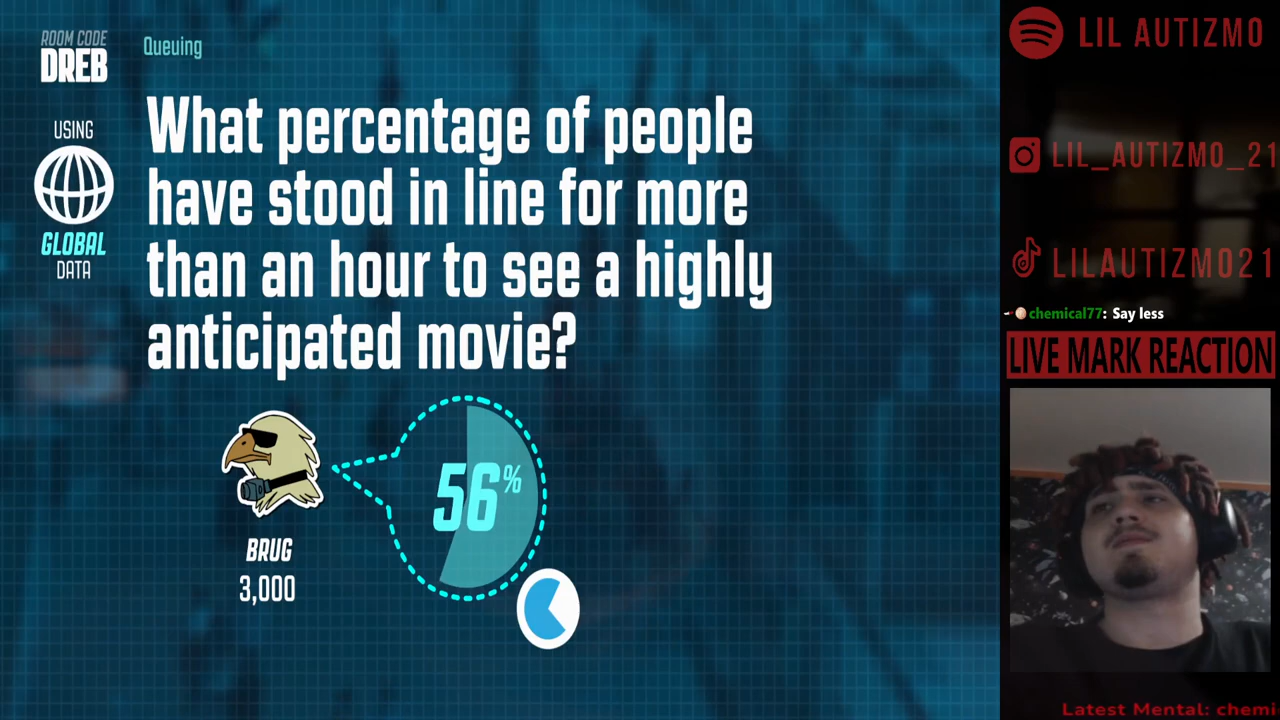 ROOM CODE
DREB
Queuing
USING
GLOBAL
DATA
What percentage of people
have stood in line for more
than an hour to see a highly
anticipated movie?
56%
BRUG
3,000
LIL AUTIZMO
LIL_AUTIZMO_21
LILAUTIZMO21
chemical77: Say less
LIVE MARK REACTION
Latest Mental: chemi